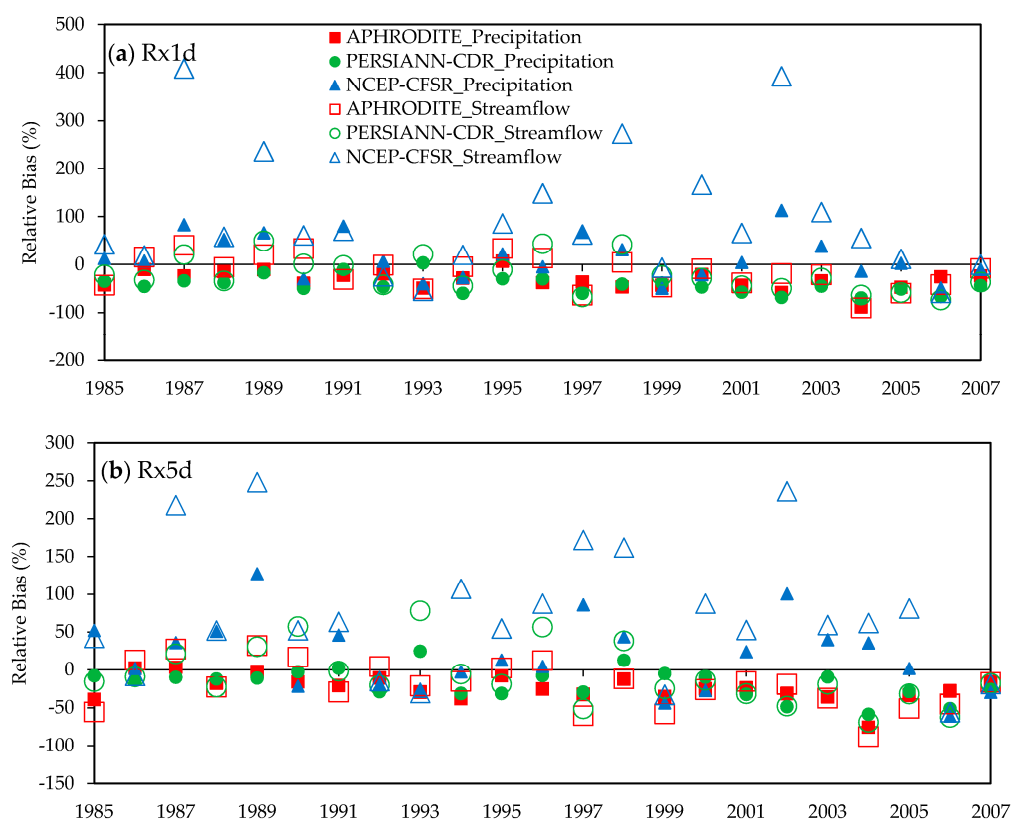 500
(a) Rx1d
APHRODITE_Precipitation
PERSIANN-CDR_Precipitation
400
NCEP-CFSR_Precipitation
APHRODITE_Streamflow
300
PERSIANN-CDR_Streamflow
NCEP-CFSR_Streamflow
200
100
0
-100
-200
Relative Bias (%)
1985 1987 1989 1991 1993 1995 1997 1999 2001 2003 2005 2007
300
(b) Rx5d
250
200
150
100
50
0
-50
-100
-150
Relative Bias (%)
1985 1987 1989 1991 1993 1995 1997 1999 2001 2003 2005 2007